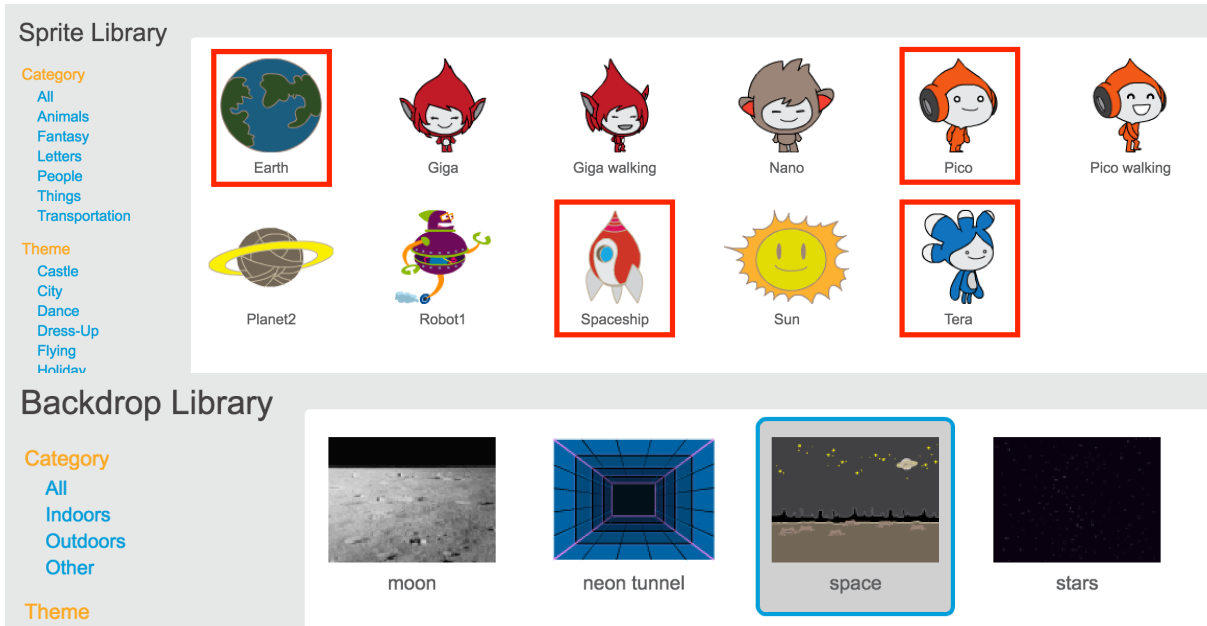 Sprite Library
Category
All
Animals
Fantasy
Letters
People
Things
Transportation
Theme
Castle
City
Dance
Dress-Up
Flying
Holiday
Earth
Giga
Giga walking
Nano
Pico
Pico walking
Planet2
Robot1
Spaceship
Sun
Tera
Backdrop Library
Category
All
Indoors
Outdoors
Other
Theme
moon
neon tunnel
space
stars